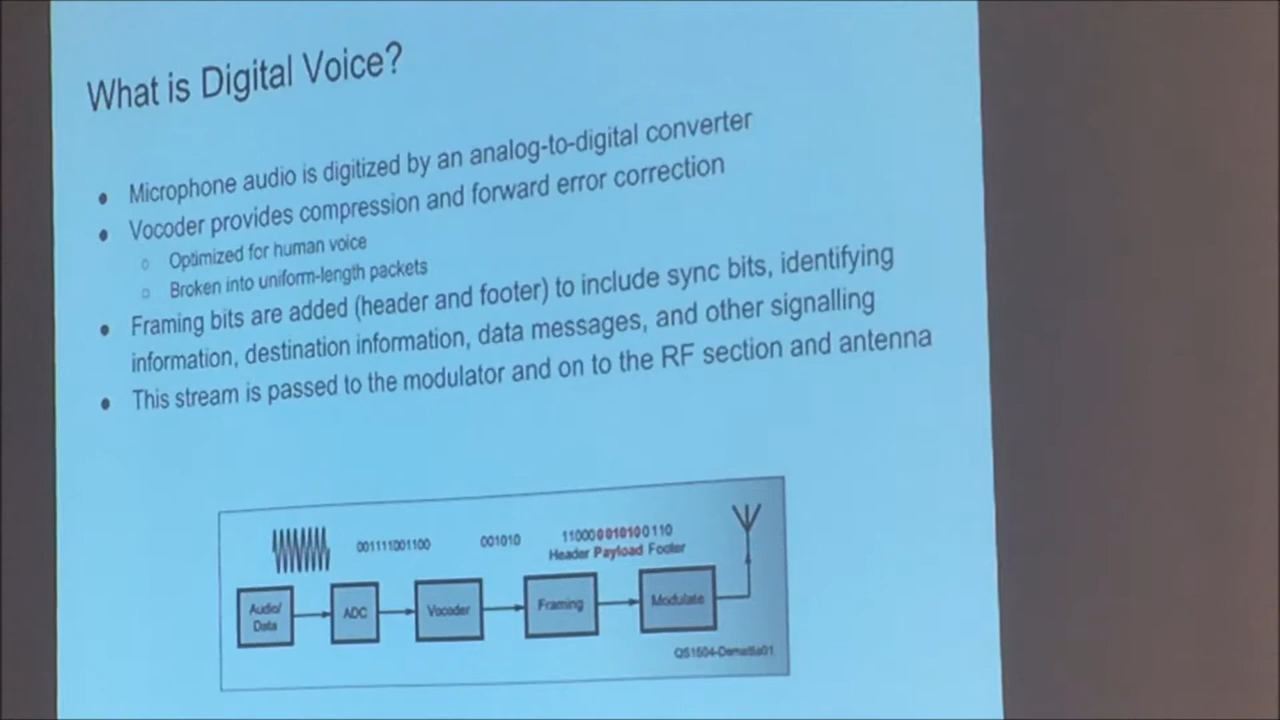 What is Digital Voice?
● Microphone audio is digitized by an analog-to-digital converter
● Vocoder provides compression and forward error correction
○ Optimized for human voice
○ Broken into uniform-length packets
● Framing bits are added (header and footer) to include sync bits, identifying
information, destination information, data messages, and other signalling
● This stream is passed to the modulator and on to the RF section and antenna
001111001100
001010
110000010100110
Header Payload Footer
Audio/
Data
ADC
Vocoder
Framing
Modulate